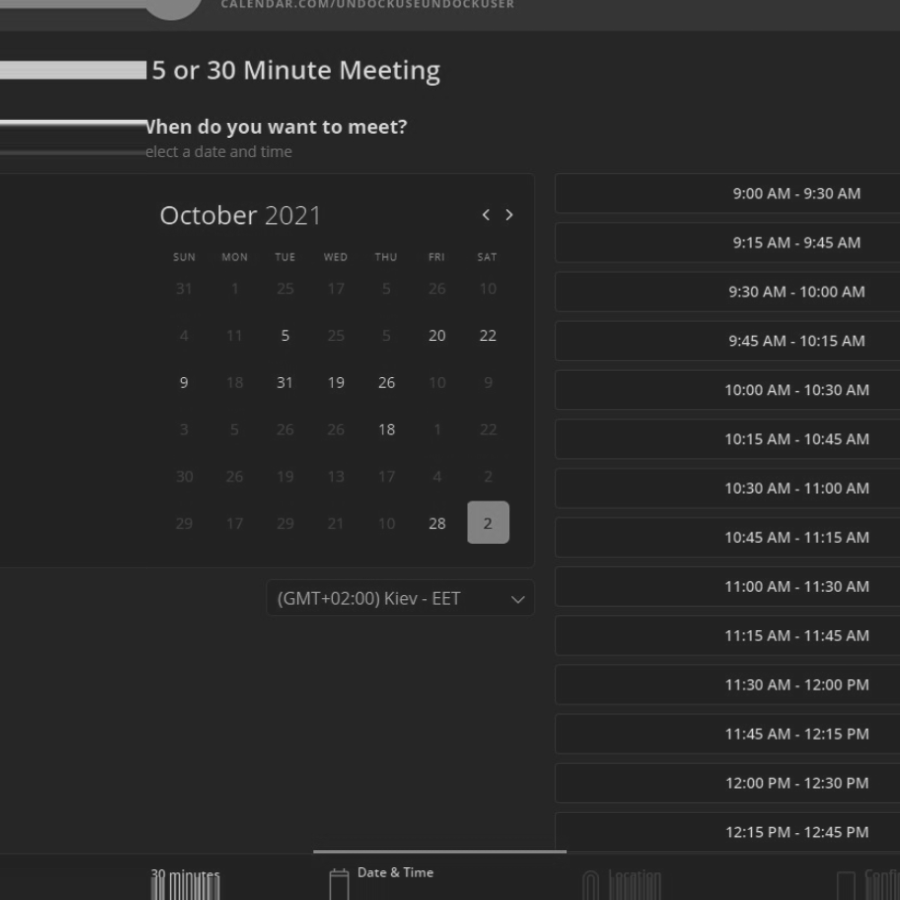 CALENDAR.COM/UNDOCKUSEUNDOCKUSER
5 or 30 Minute Meeting
When do you want to meet?
elect a date and time
October 2021
SUN MON TUE WED THU FRI SAT
31 1 25 17 5 26 10
4 11 5 25 5 20 22
9 18 31 19 26 10 9
3 5 26 26 18 1 22
30 26 19 13 17 4 2
29 17 29 21 10 28 2
(GMT+02:00) Kiev - EET
9:00 AM - 9:30 AM
9:15 AM - 9:45 AM
9:30 AM - 10:00 AM
9:45 AM - 10:15 AM
10:00 AM - 10:30 AM
10:15 AM - 10:45 AM
10:30 AM - 11:00 AM
10:45 AM - 11:15 AM
11:00 AM - 11:30 AM
11:15 AM - 11:45 AM
11:30 AM - 12:00 PM
11:45 AM - 12:15 PM
12:00 PM - 12:30 PM
12:15 PM - 12:45 PM
30 minutes
Date & Time
Location
Confi